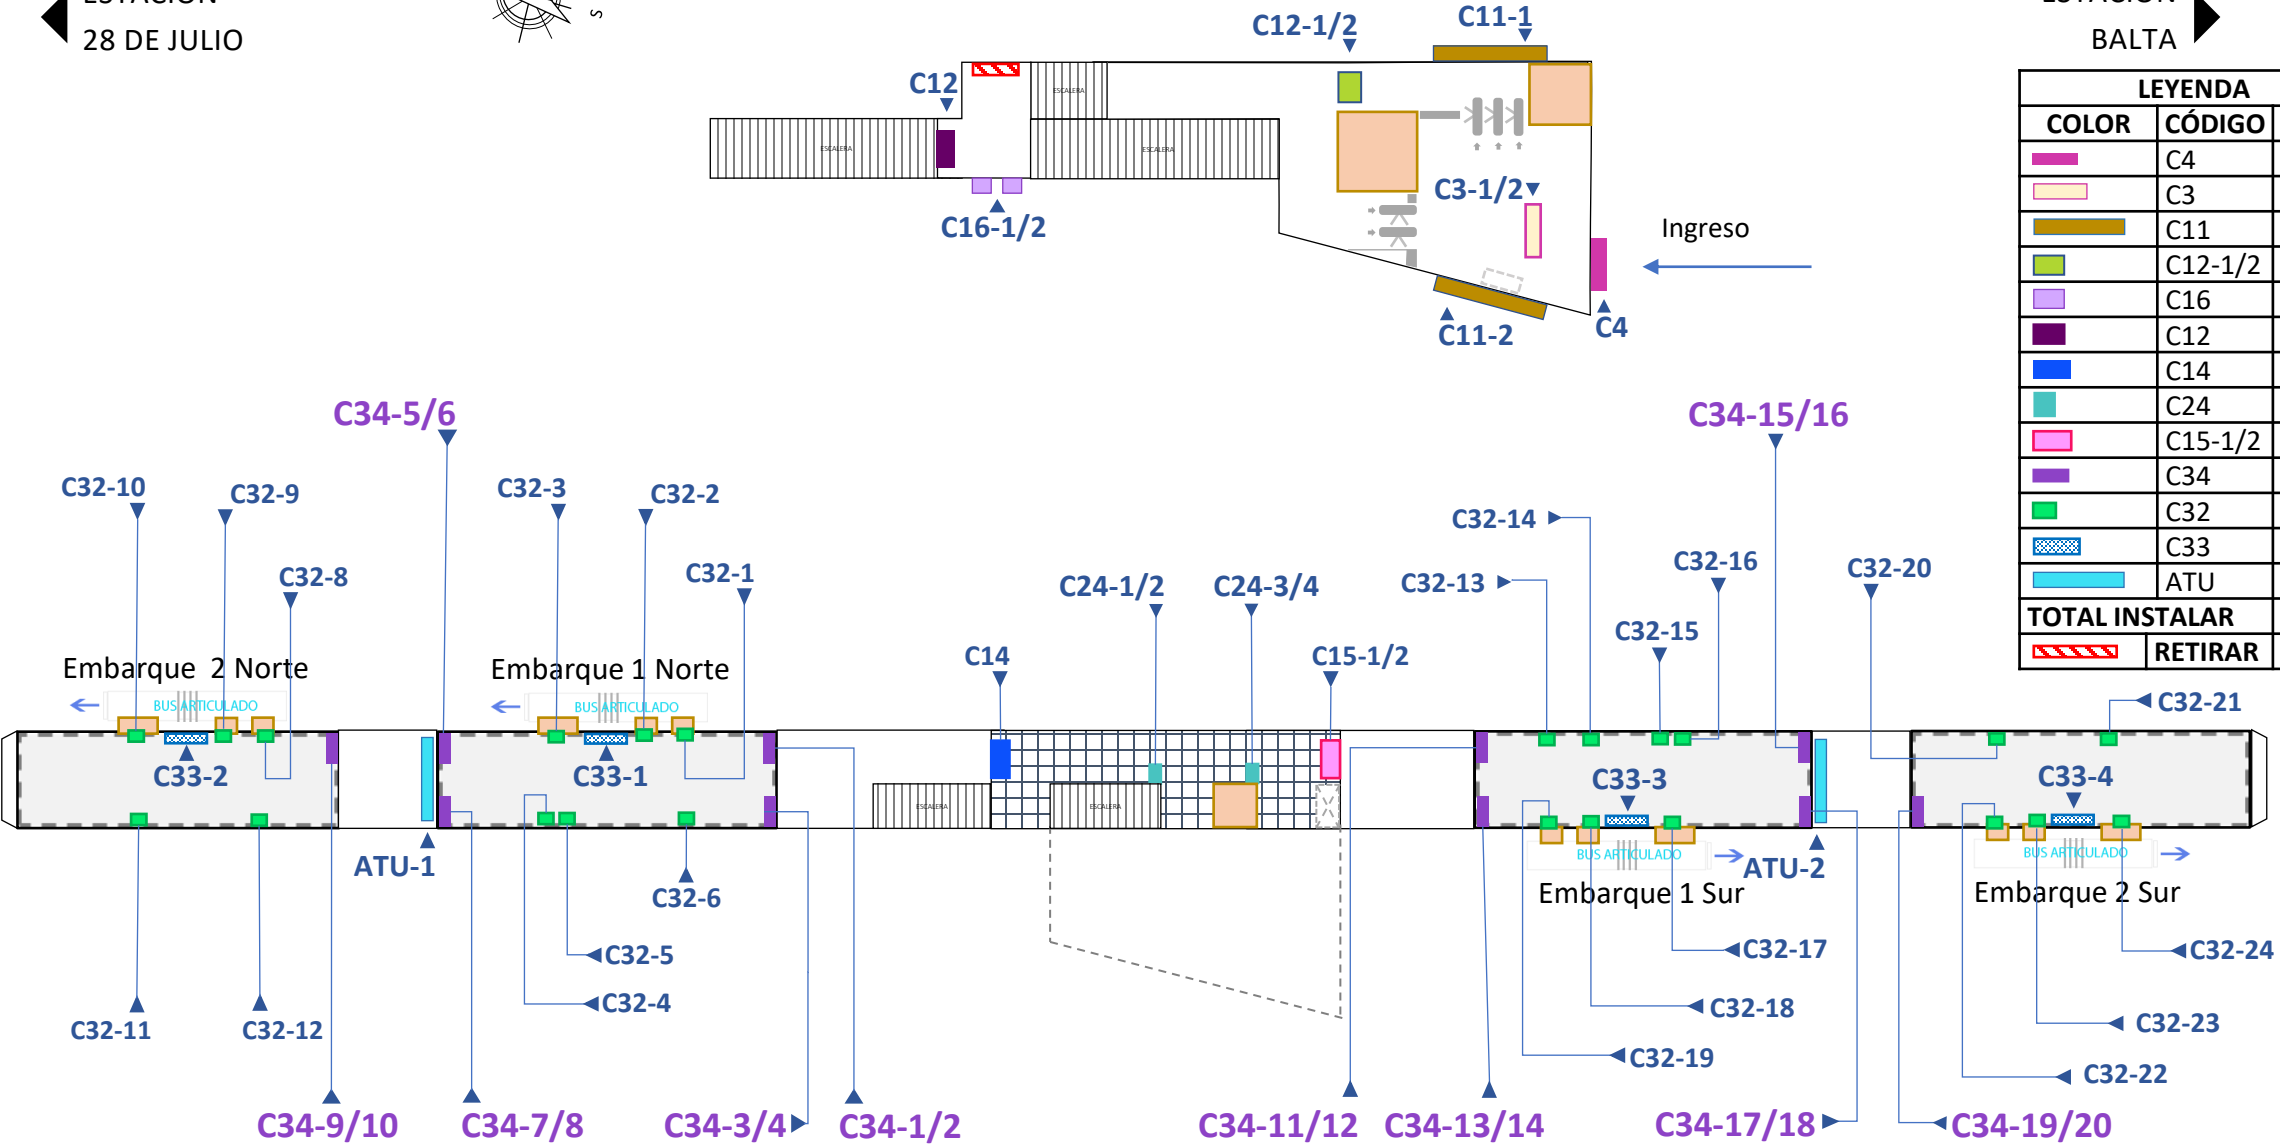 ESTACIÓN
28 DE JULIO
S
ESTACIÓN
BALTA
C12-1/2
C11-1
C12
ESCALERA
ESCALERA
ESCALERA
C3-1/2
C16-1/2
Ingreso
C11-2
C4
LEYENDA
COLOR CÓDIGO
C4
C3
C11
C12-1/2
C16
C12
C14
C24
C15-1/2
C34
C32
C33
ATU
TOTAL INSTALAR
RETIRAR
C34-5/6
C34-15/16
C32-10
C32-9
C32-3
C32-2
C32-14
C32-8
C32-1
C24-1/2
C24-3/4
C32-13
C32-16
C32-20
C32-15
Embarque 2 Norte
Embarque 1 Norte
C14
C15-1/2
BUS ARTICULADO
BUS ARTICULADO
C32-21
C33-2
C33-1
C33-3
C33-4
ESCALERA
ESCALERA
ATU-1
BUS ARTICULADO
ATU-2
BUS ARTICULADO
C32-6
Embarque 1 Sur
Embarque 2 Sur
C32-5
C32-17
C32-24
C32-4
C32-18
C32-11
C32-12
C32-23
C32-19
C32-22
C34-9/10
C34-7/8
C34-3/4
C34-1/2
C34-11/12
C34-13/14
C34-17/18
C34-19/20